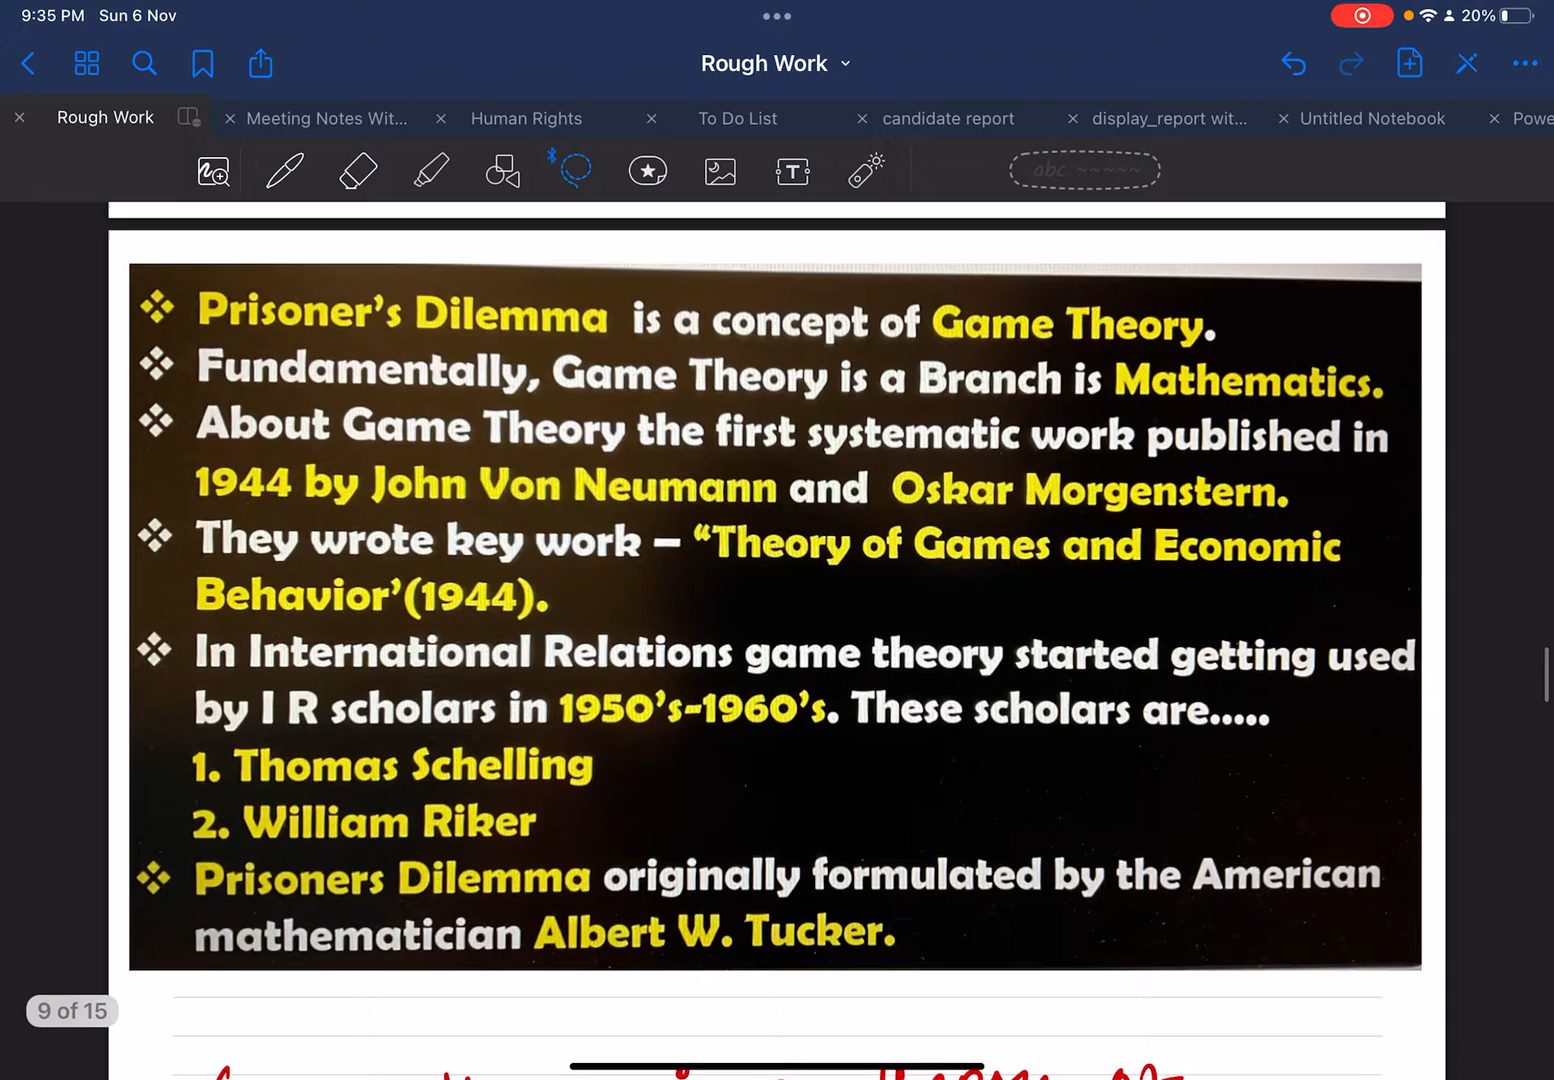 9:35 PM Sun 6 Nov 20%
Rough Work
Rough Work Meeting Notes Wit... Human Rights To Do List candidate report display_report wit... Untitled Notebook Powe
abc
Prisoner's Dilemma is a concept of Game Theory.
Fundamentally, Game Theory is a Branch is Mathematics.
About Game Theory the first systematic work published in
1944 by John Von Neumann and Oskar Morgenstern.
They wrote key work – “Theory of Games and Economic
Behavior’(1944).
In International Relations game theory started getting used
by I R scholars in 1950’s-1960’s. These scholars are.....
1. Thomas Schelling
2. William Riker
Prisoners Dilemma originally formulated by the American
mathematician Albert W. Tucker.
9 of 15